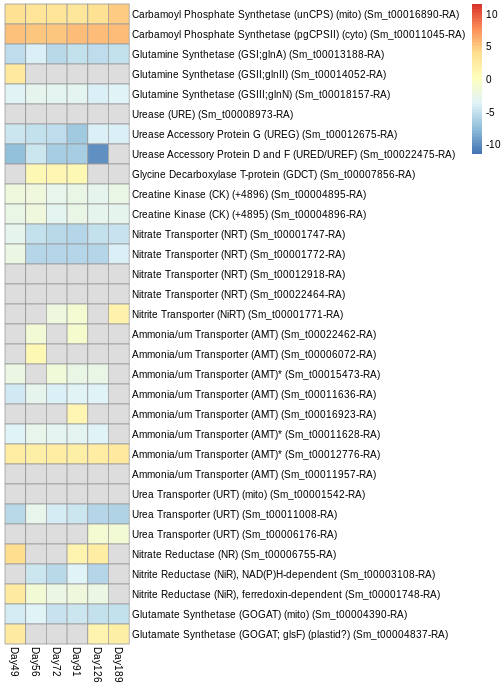 Carbamoyl Phosphate Synthetase (unCPS) (mito) (Sm_t00016890-RA)
Carbamoyl Phosphate Synthetase (pgCPSII) (cyto) (Sm_t00011045-RA)
Glutamine Synthetase (GSI;glnA) (Sm_t00013188-RA)
Glutamine Synthetase (GSII;glnII) (Sm_t00014052-RA)
Glutamine Synthetase (GSIII;glnN) (Sm_t00018157-RA)
Urease (URE) (Sm_t00008973-RA)
Urease Accessory Protein G (UREG) (Sm_t00012675-RA)
Urease Accessory Protein D and F (URED/UREF) (Sm_t00022475-RA)
Glycine Decarboxylase T-protein (GDCT) (Sm_t00007856-RA)
Creatine Kinase (CK) (+4896) (Sm_t00004895-RA)
Creatine Kinase (CK) (+4895) (Sm_t00004896-RA)
Nitrate Transporter (NRT) (Sm_t00001747-RA)
Nitrate Transporter (NRT) (Sm_t00001772-RA)
Nitrate Transporter (NRT) (Sm_t00012918-RA)
Nitrate Transporter (NRT) (Sm_t00022464-RA)
Nitrite Transporter (NiRT) (Sm_t00001771-RA)
Ammonia/um Transporter (AMT) (Sm_t00022462-RA)
Ammonia/um Transporter (AMT) (Sm_t00006072-RA)
Ammonia/um Transporter (AMT)* (Sm_t00015473-RA)
Ammonia/um Transporter (AMT) (Sm_t00011636-RA)
Ammonia/um Transporter (AMT) (Sm_t00016923-RA)
Ammonia/um Transporter (AMT)* (Sm_t00011628-RA)
Ammonia/um Transporter (AMT)* (Sm_t00012776-RA)
Ammonia/um Transporter (AMT) (Sm_t00011957-RA)
Urea Transporter (URT) (mito) (Sm_t00001542-RA)
Urea Transporter (URT) (Sm_t00011008-RA)
Urea Transporter (URT) (Sm_t00006176-RA)
Nitrate Reductase (NR) (Sm_t00006755-RA)
Nitrite Reductase (NiR), NAD(P)H-dependent (Sm_t00003108-RA)
Nitrite Reductase (NiR), ferredoxin-dependent (Sm_t00001748-RA)
Glutamate Synthetase (GOGAT) (mito) (Sm_t00004390-RA)
Glutamate Synthetase (GOGAT; glsF) (plastid?) (Sm_t00004837-RA)
Day49
Day56
Day72
Day91
Day126
Day189
10
5
0
-5
-10